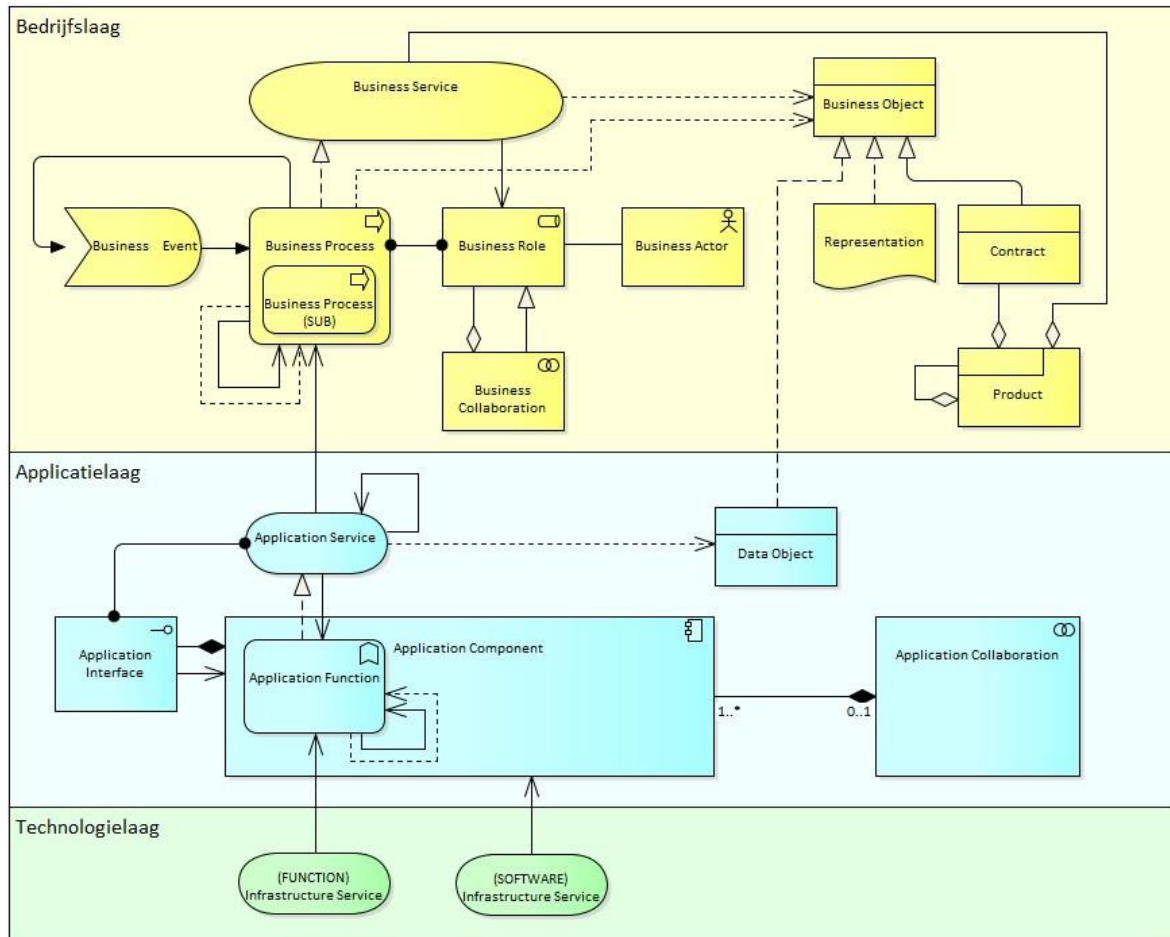 Bedrijfslaag
Business Service
Business Object
Business Event
Business Process
Business Role
Business Actor
Representation
Contract
Business Process
(SUB)
Business
Collaboration
Product
Applicatielaag
Application Service
Data Object
Application
Interface
Application Component
Application Function
Application Collaboration
1..*
0..1
Technologielaag
(FUNCTION)
Infrastructure Service
(SOFTWARE)
Infrastructure Service